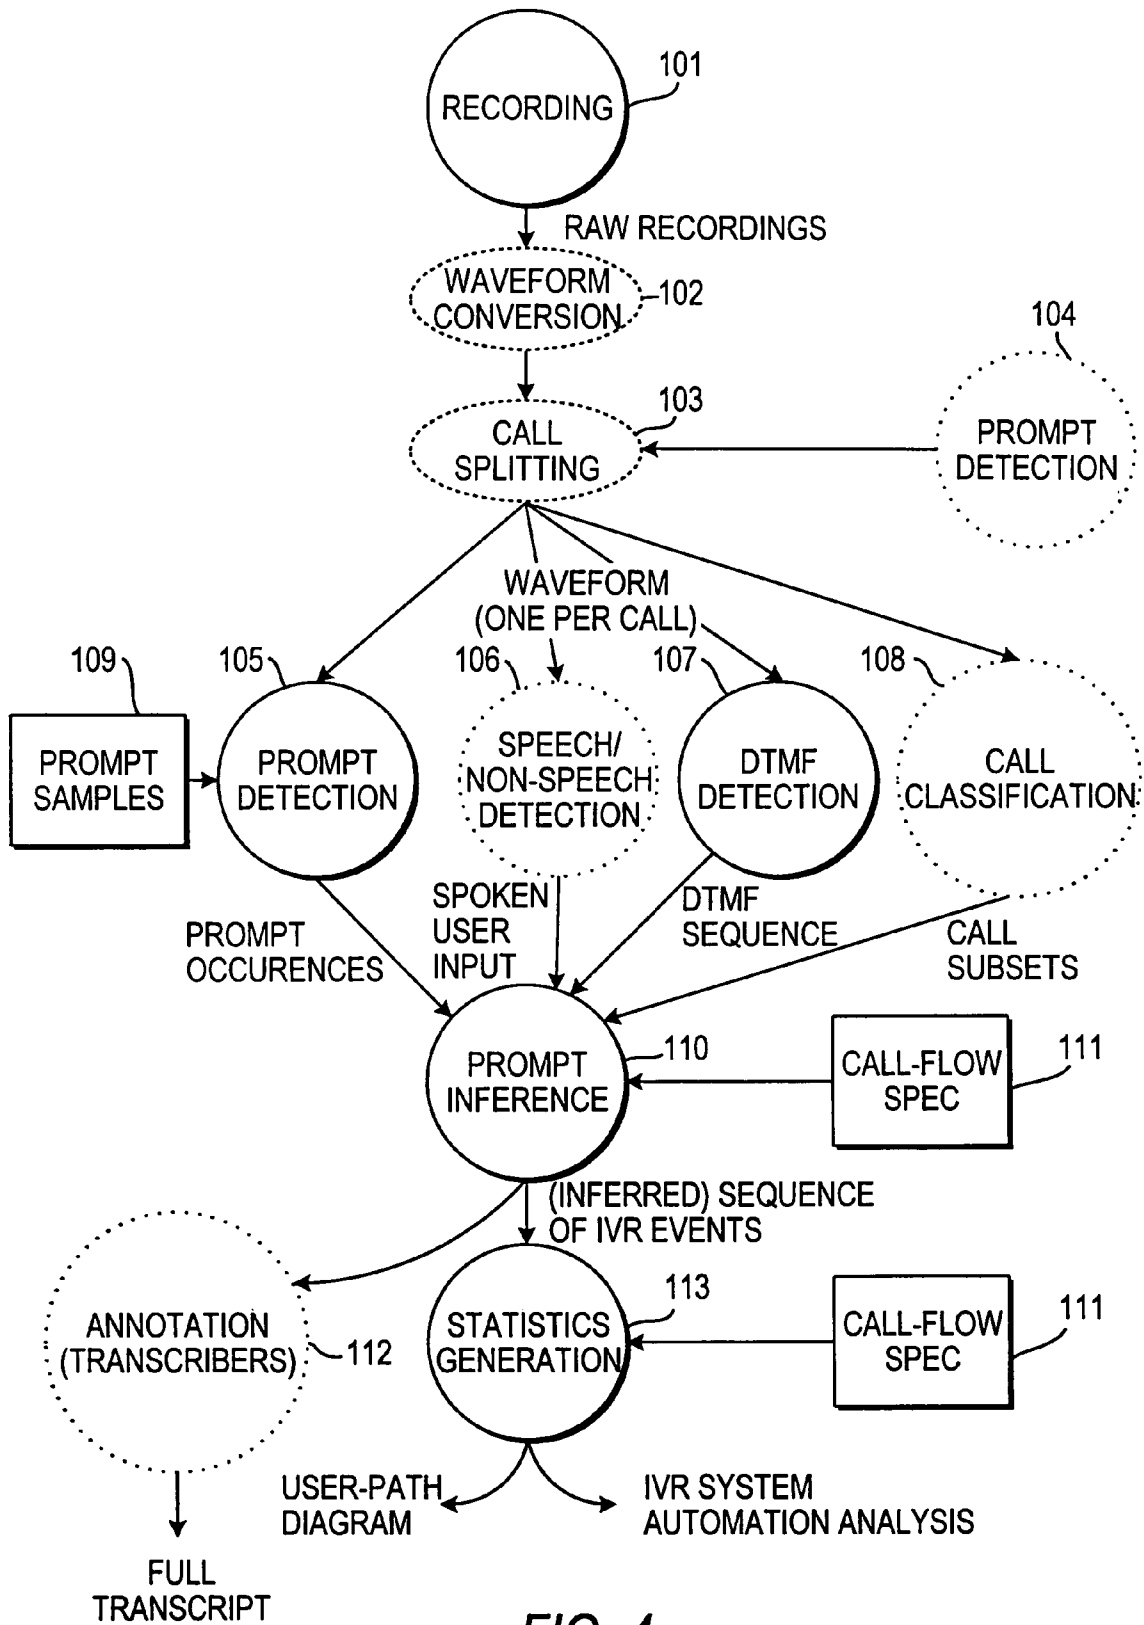 101
RECORDING
RAW RECORDINGS
WAVEFORM
CONVERSION
102
104
103
CALL
SPLITTING
PROMPT
DETECTION
WAVEFORM
(ONE PER CALL)
109
105
106
107
108
PROMPT
SAMPLES
PROMPT
DETECTION
SPEECH/
NON-SPEECH
DETECTION
DTMF
DETECTION
CALL
CLASSIFICATION
PROMPT
OCCURENCES
SPOKEN
USER
INPUT
DTMF
SEQUENCE
CALL
SUBSETS
PROMPT
INFERENCE
110
CALL-FLOW
SPEC
111
(INFERRED) SEQUENCE
OF IVR EVENTS
ANNOTATION
(TRANSCRIBERS)
112
STATISTICS
GENERATION
113
CALL-FLOW
SPEC
111
USER-PATH
DIAGRAM
IVR SYSTEM
AUTOMATION ANALYSIS
FULL
TRANSCRIPT